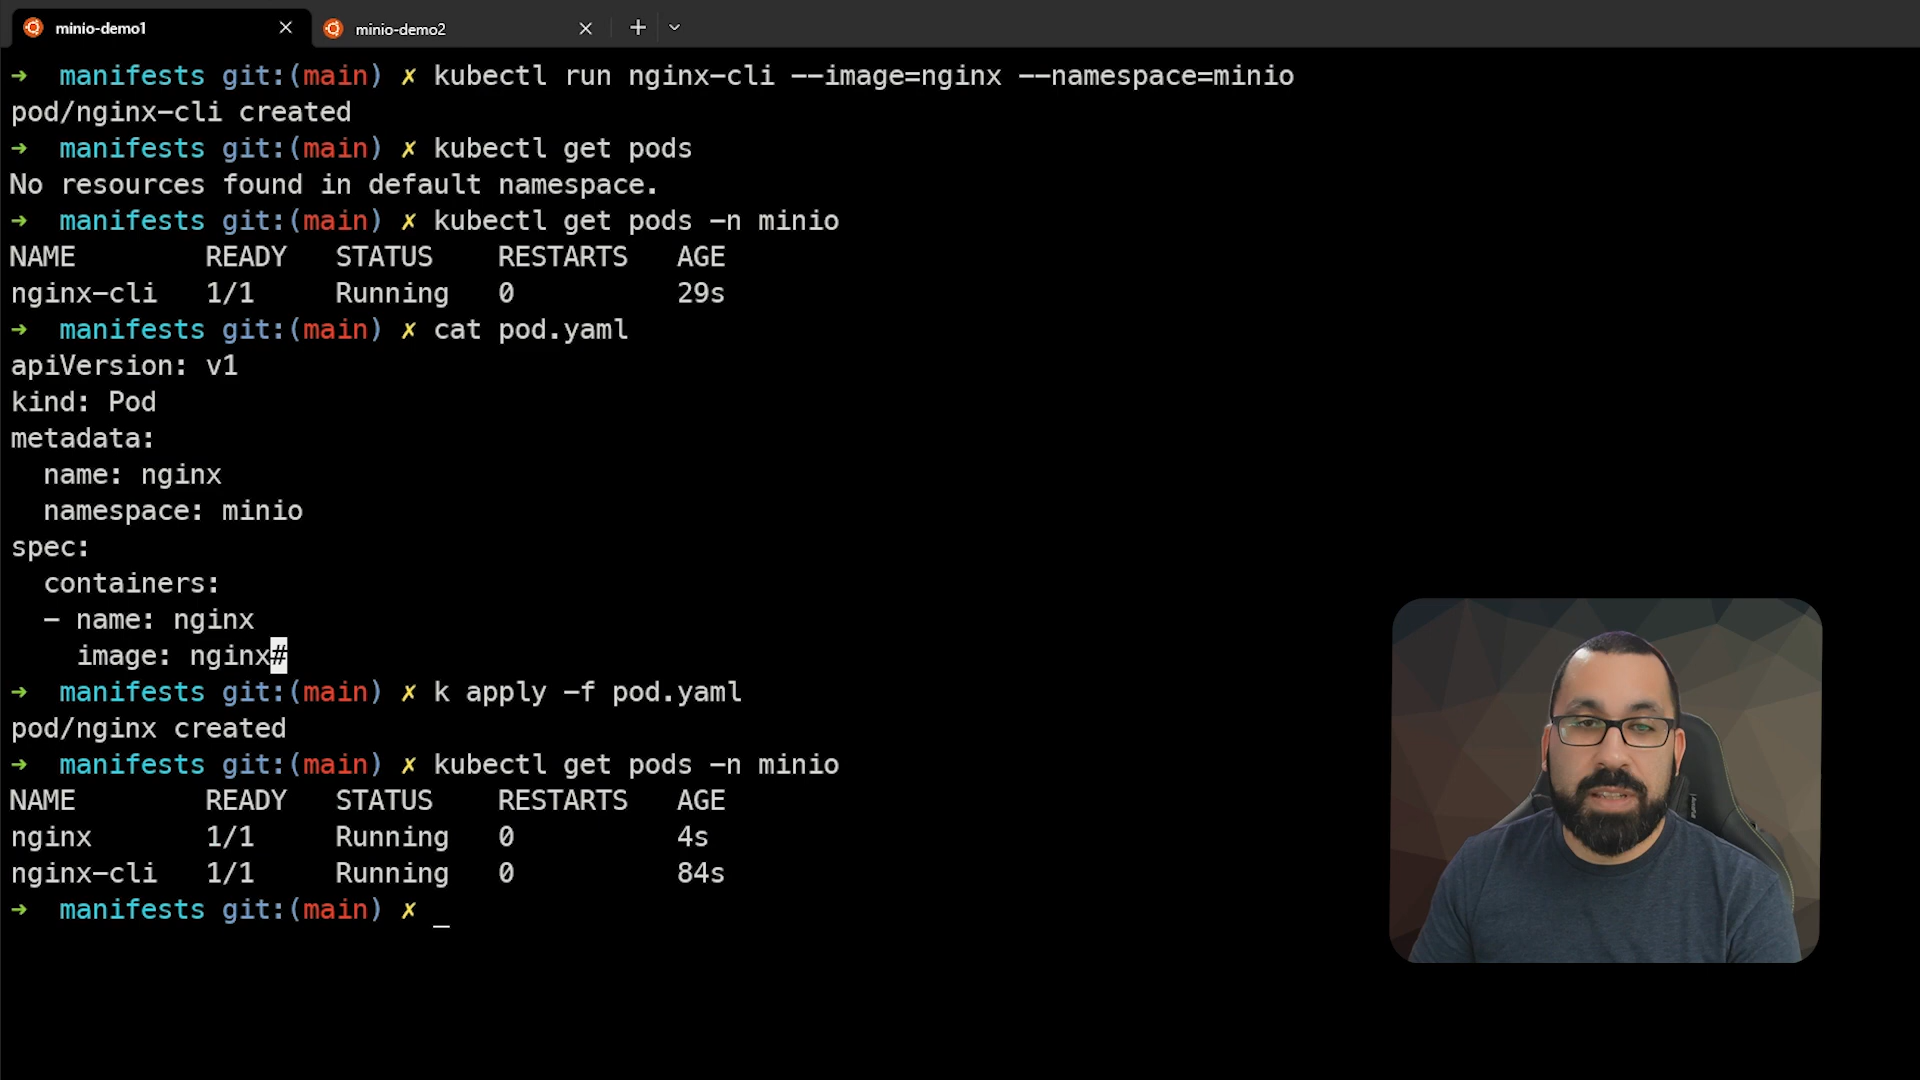 minio-demo1
minio-demo2
➜ manifests git:(main) ✗ kubectl run nginx-cli --image=nginx --namespace=minio
pod/nginx-cli created
➜ manifests git:(main) ✗ kubectl get pods
No resources found in default namespace.
➜ manifests git:(main) ✗ kubectl get pods -n minio
NAME READY STATUS RESTARTS AGE
nginx-cli 1/1 Running 0 29s
➜ manifests git:(main) ✗ cat pod.yaml
apiVersion: v1
kind: Pod
metadata:
  name: nginx
  namespace: minio
spec:
  containers:
  - name: nginx
    image: nginx#
➜ manifests git:(main) ✗ k apply -f pod.yaml
pod/nginx created
➜ manifests git:(main) ✗ kubectl get pods -n minio
NAME READY STATUS RESTARTS AGE
nginx 1/1 Running 0 4s
nginx-cli 1/1 Running 0 84s
➜ manifests git:(main) ✗ _